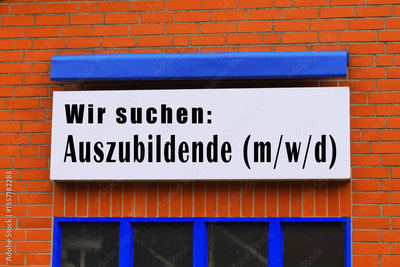 Wir suchen:
Auszubildende (m/w/d)